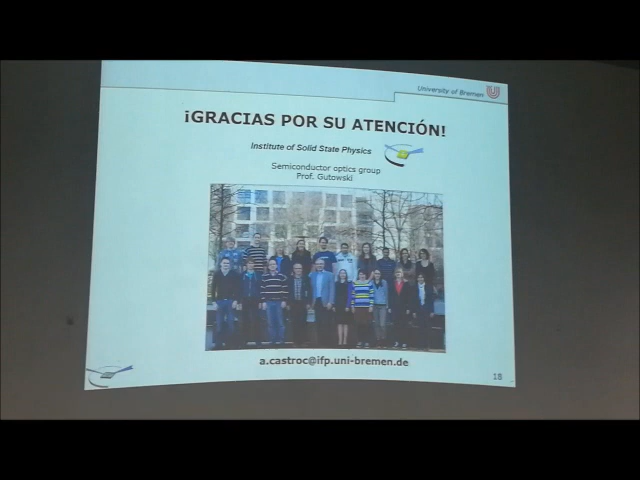 University of Bremen
¡GRACIAS POR SU ATENCIÓN!
Institute of Solid State Physics
Semiconductor optics group
Prof. Gutowski
a.castroc@ifp.uni-bremen.de
18